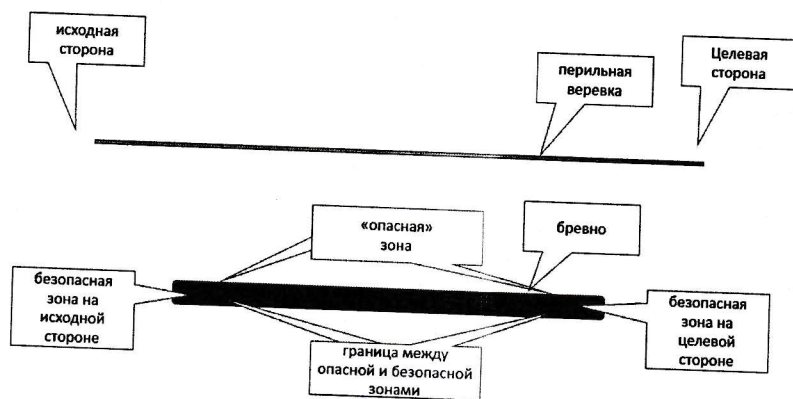 исходная
сторона
перильная
веревка
Целевая
сторона
«опасная»
зона
бревно
безопасная
зона на
исходной
стороне
безопасная
зона на
целевой
стороне
граница между
опасной и безопасной
зонами